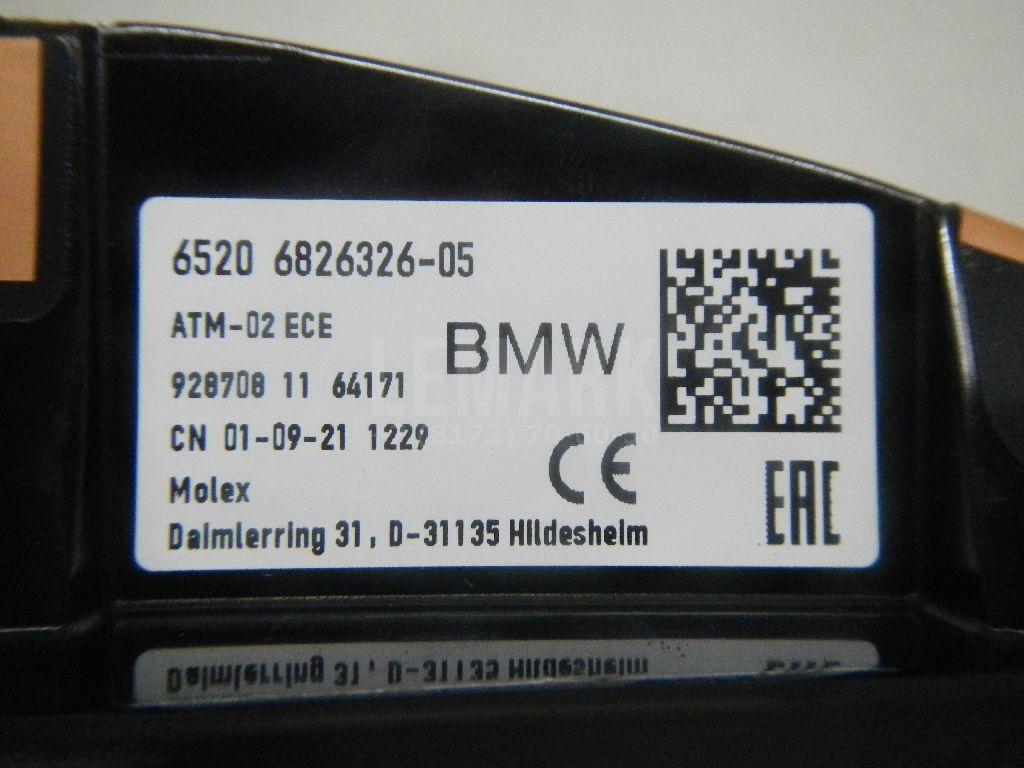 6520 6826326-05
ATM-02 ECE
BMW
928708 11 64171
CN 01-09-21 1229
CE
Molex
EAC
Daimlerring 31, D-31135 Hildesheim
LEMARK